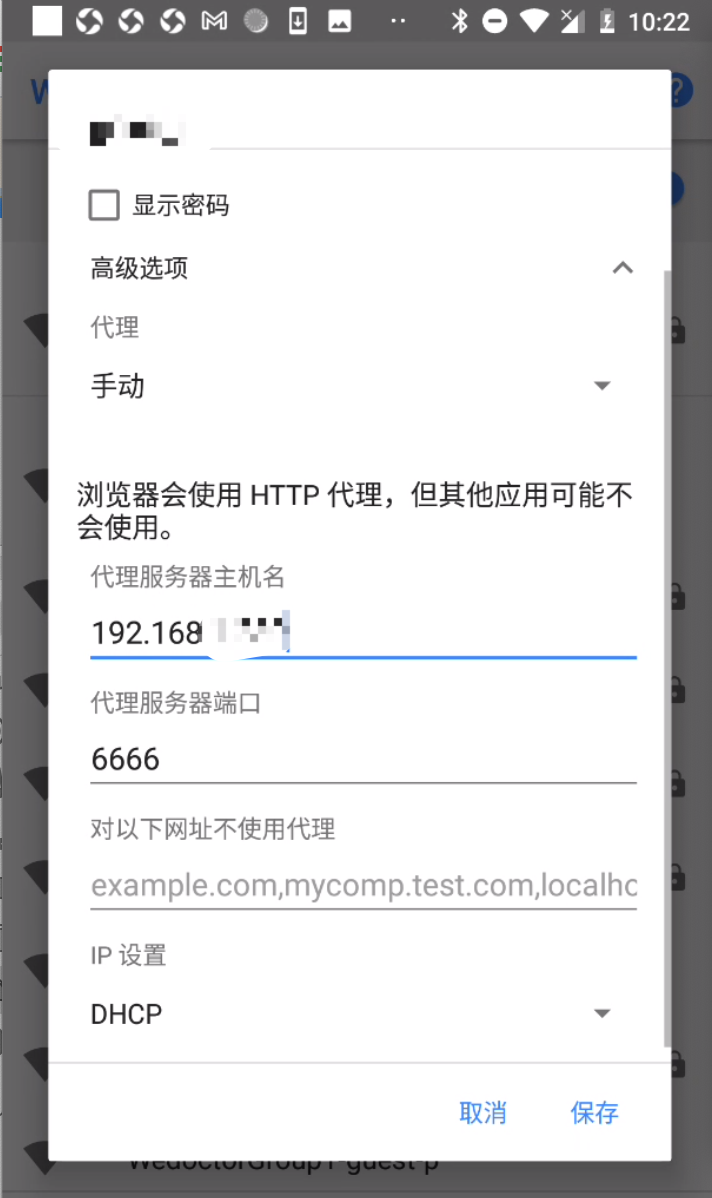 10:22
W
?
显示密码
高级选项
代理
手动
浏览器会使用 HTTP 代理，但其他应用可能不
会使用。
代理服务器主机名
192.168
代理服务器端口
6666
对以下网址不使用代理
example.com,mycomp.test.com,localho
IP 设置
DHCP
取消
保存
WedoctorGroup1-guest-p